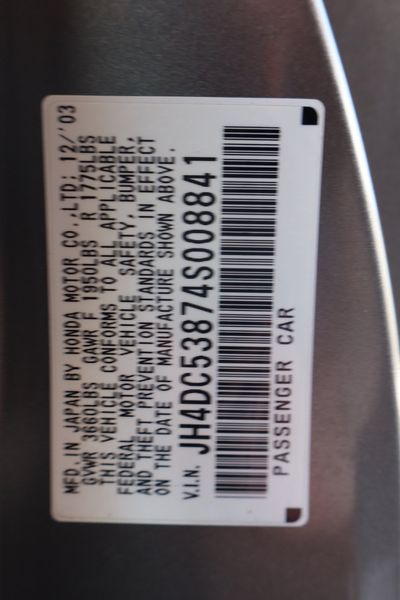 MFD. IN JAPAN BY HONDA MOTOR CO.,LTD: 12/'03
GVWR 3660LBS GAWR F 1950LBS R 1775LBS
THIS VEHICLE CONFORMS TO ALL APPLICABLE
FEDERAL MOTOR VEHICLE SAFETY, BUMPER,
AND THEFT PREVENTION STANDARDS IN EFFECT
ON THE DATE OF MANUFACTURE SHOWN ABOVE.
V.I.N. JH4DC53874S008841
PASSENGER CAR